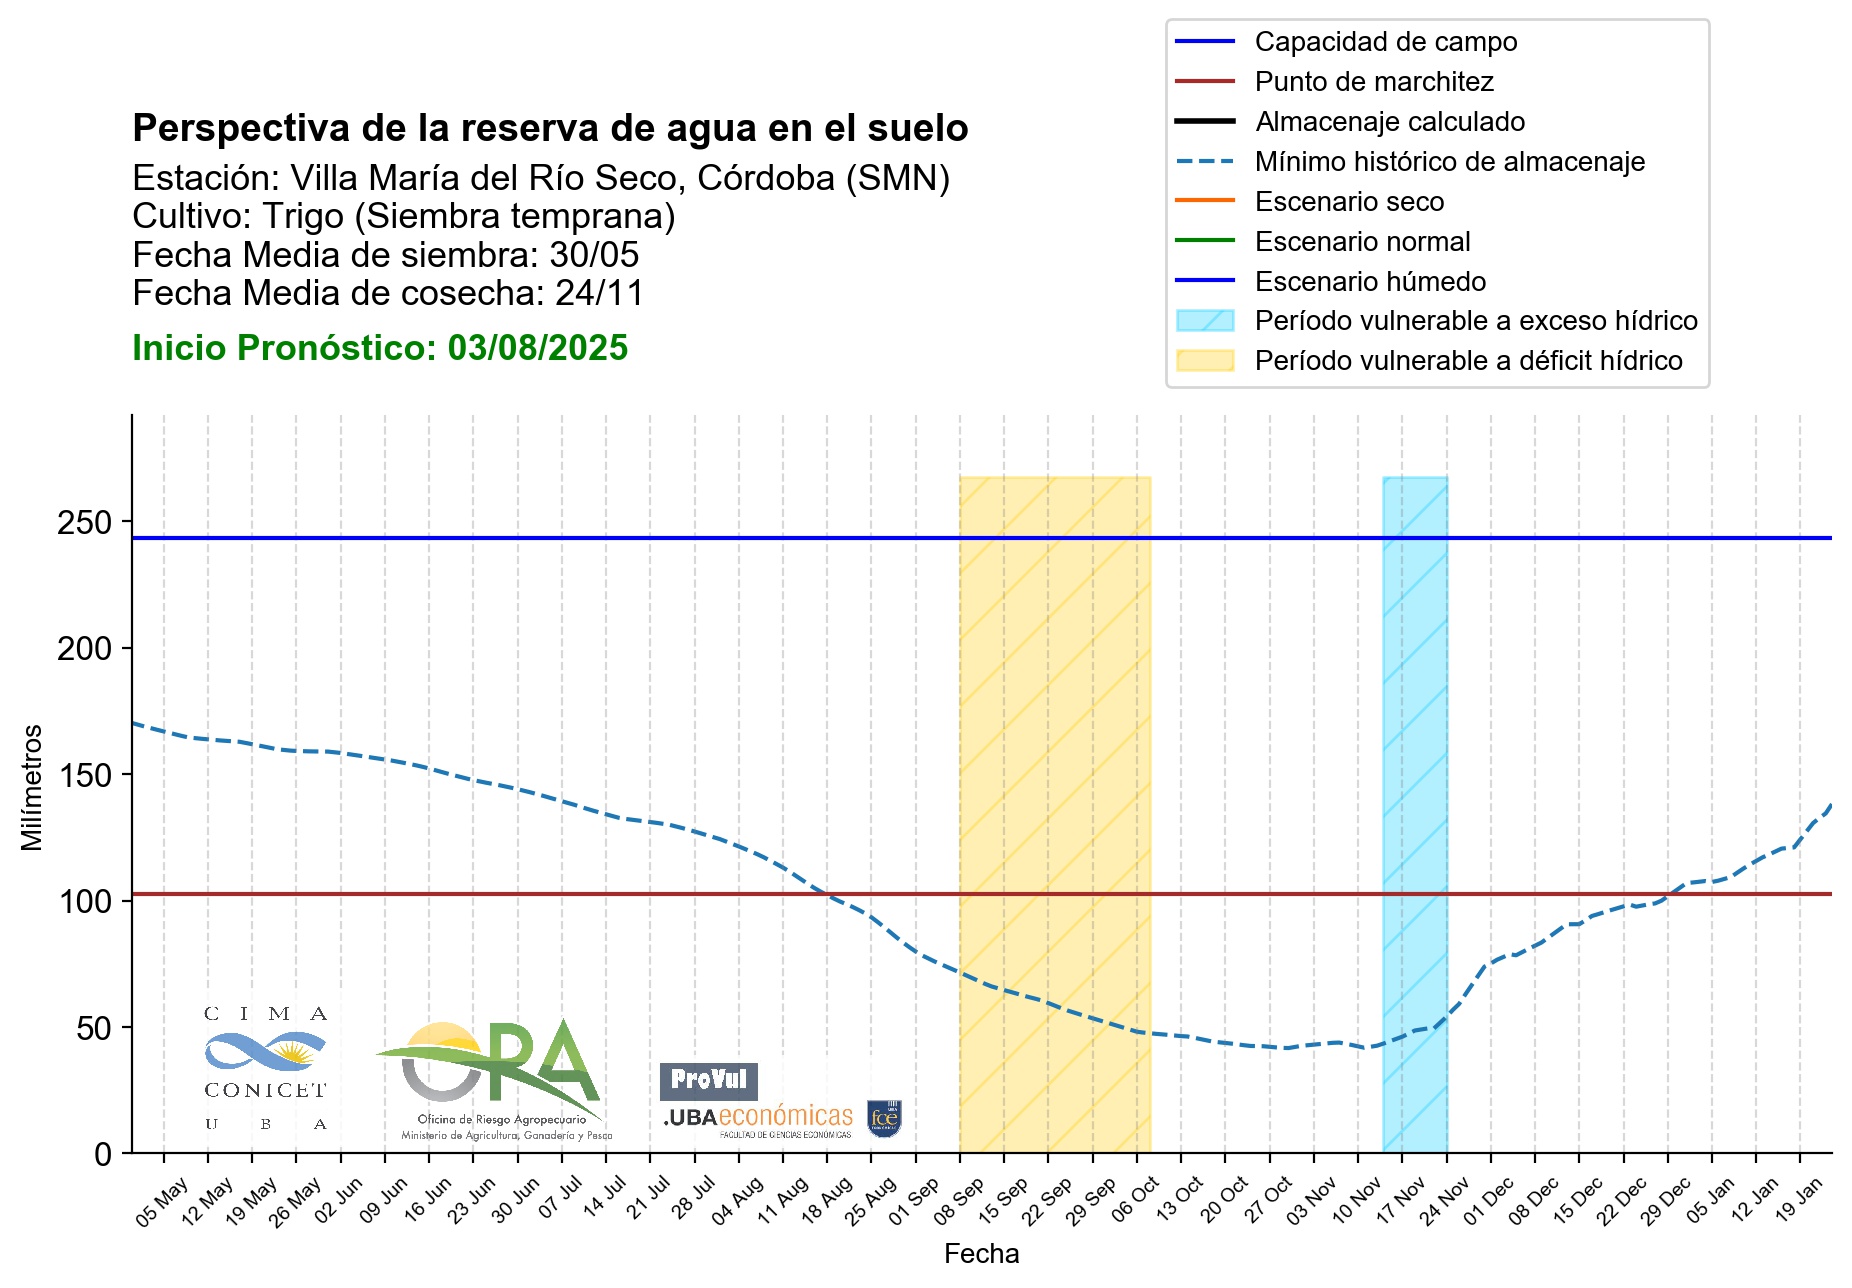 Capacidad de campo
Punto de marchitez
Almacenaje calculado
Mínimo histórico de almacenaje
Escenario seco
Escenario normal
Escenario húmedo
Período vulnerable a exceso hídrico
Período vulnerable a déficit hídrico
Perspectiva de la reserva de agua en el suelo
Estación: Villa María del Río Seco, Córdoba (SMN)
Cultivo: Trigo (Siembra temprana)
Fecha Media de siembra: 30/05
Fecha Media de cosecha: 24/11
Inicio Pronóstico: 03/08/2025
Milímetros
250
200
150
100
50
0
CIMA
CONICET
UBA
ORA
Oficina de Riesgo Agropecuario
Ministerio de Agricultura, Ganadería y Pesca
ProVul
.UBAeconómicas
FACULTAD DE CIENCIAS ECONÓMICAS
fce
05 May
12 May
19 May
26 May
02 Jun
09 Jun
16 Jun
23 Jun
30 Jun
07 Jul
14 Jul
21 Jul
28 Jul
04 Aug
11 Aug
18 Aug
25 Aug
01 Sep
08 Sep
15 Sep
22 Sep
29 Sep
06 Oct
13 Oct
20 Oct
27 Oct
03 Nov
10 Nov
17 Nov
24 Nov
01 Dec
08 Dec
15 Dec
22 Dec
29 Dec
05 Jan
12 Jan
19 Jan
Fecha